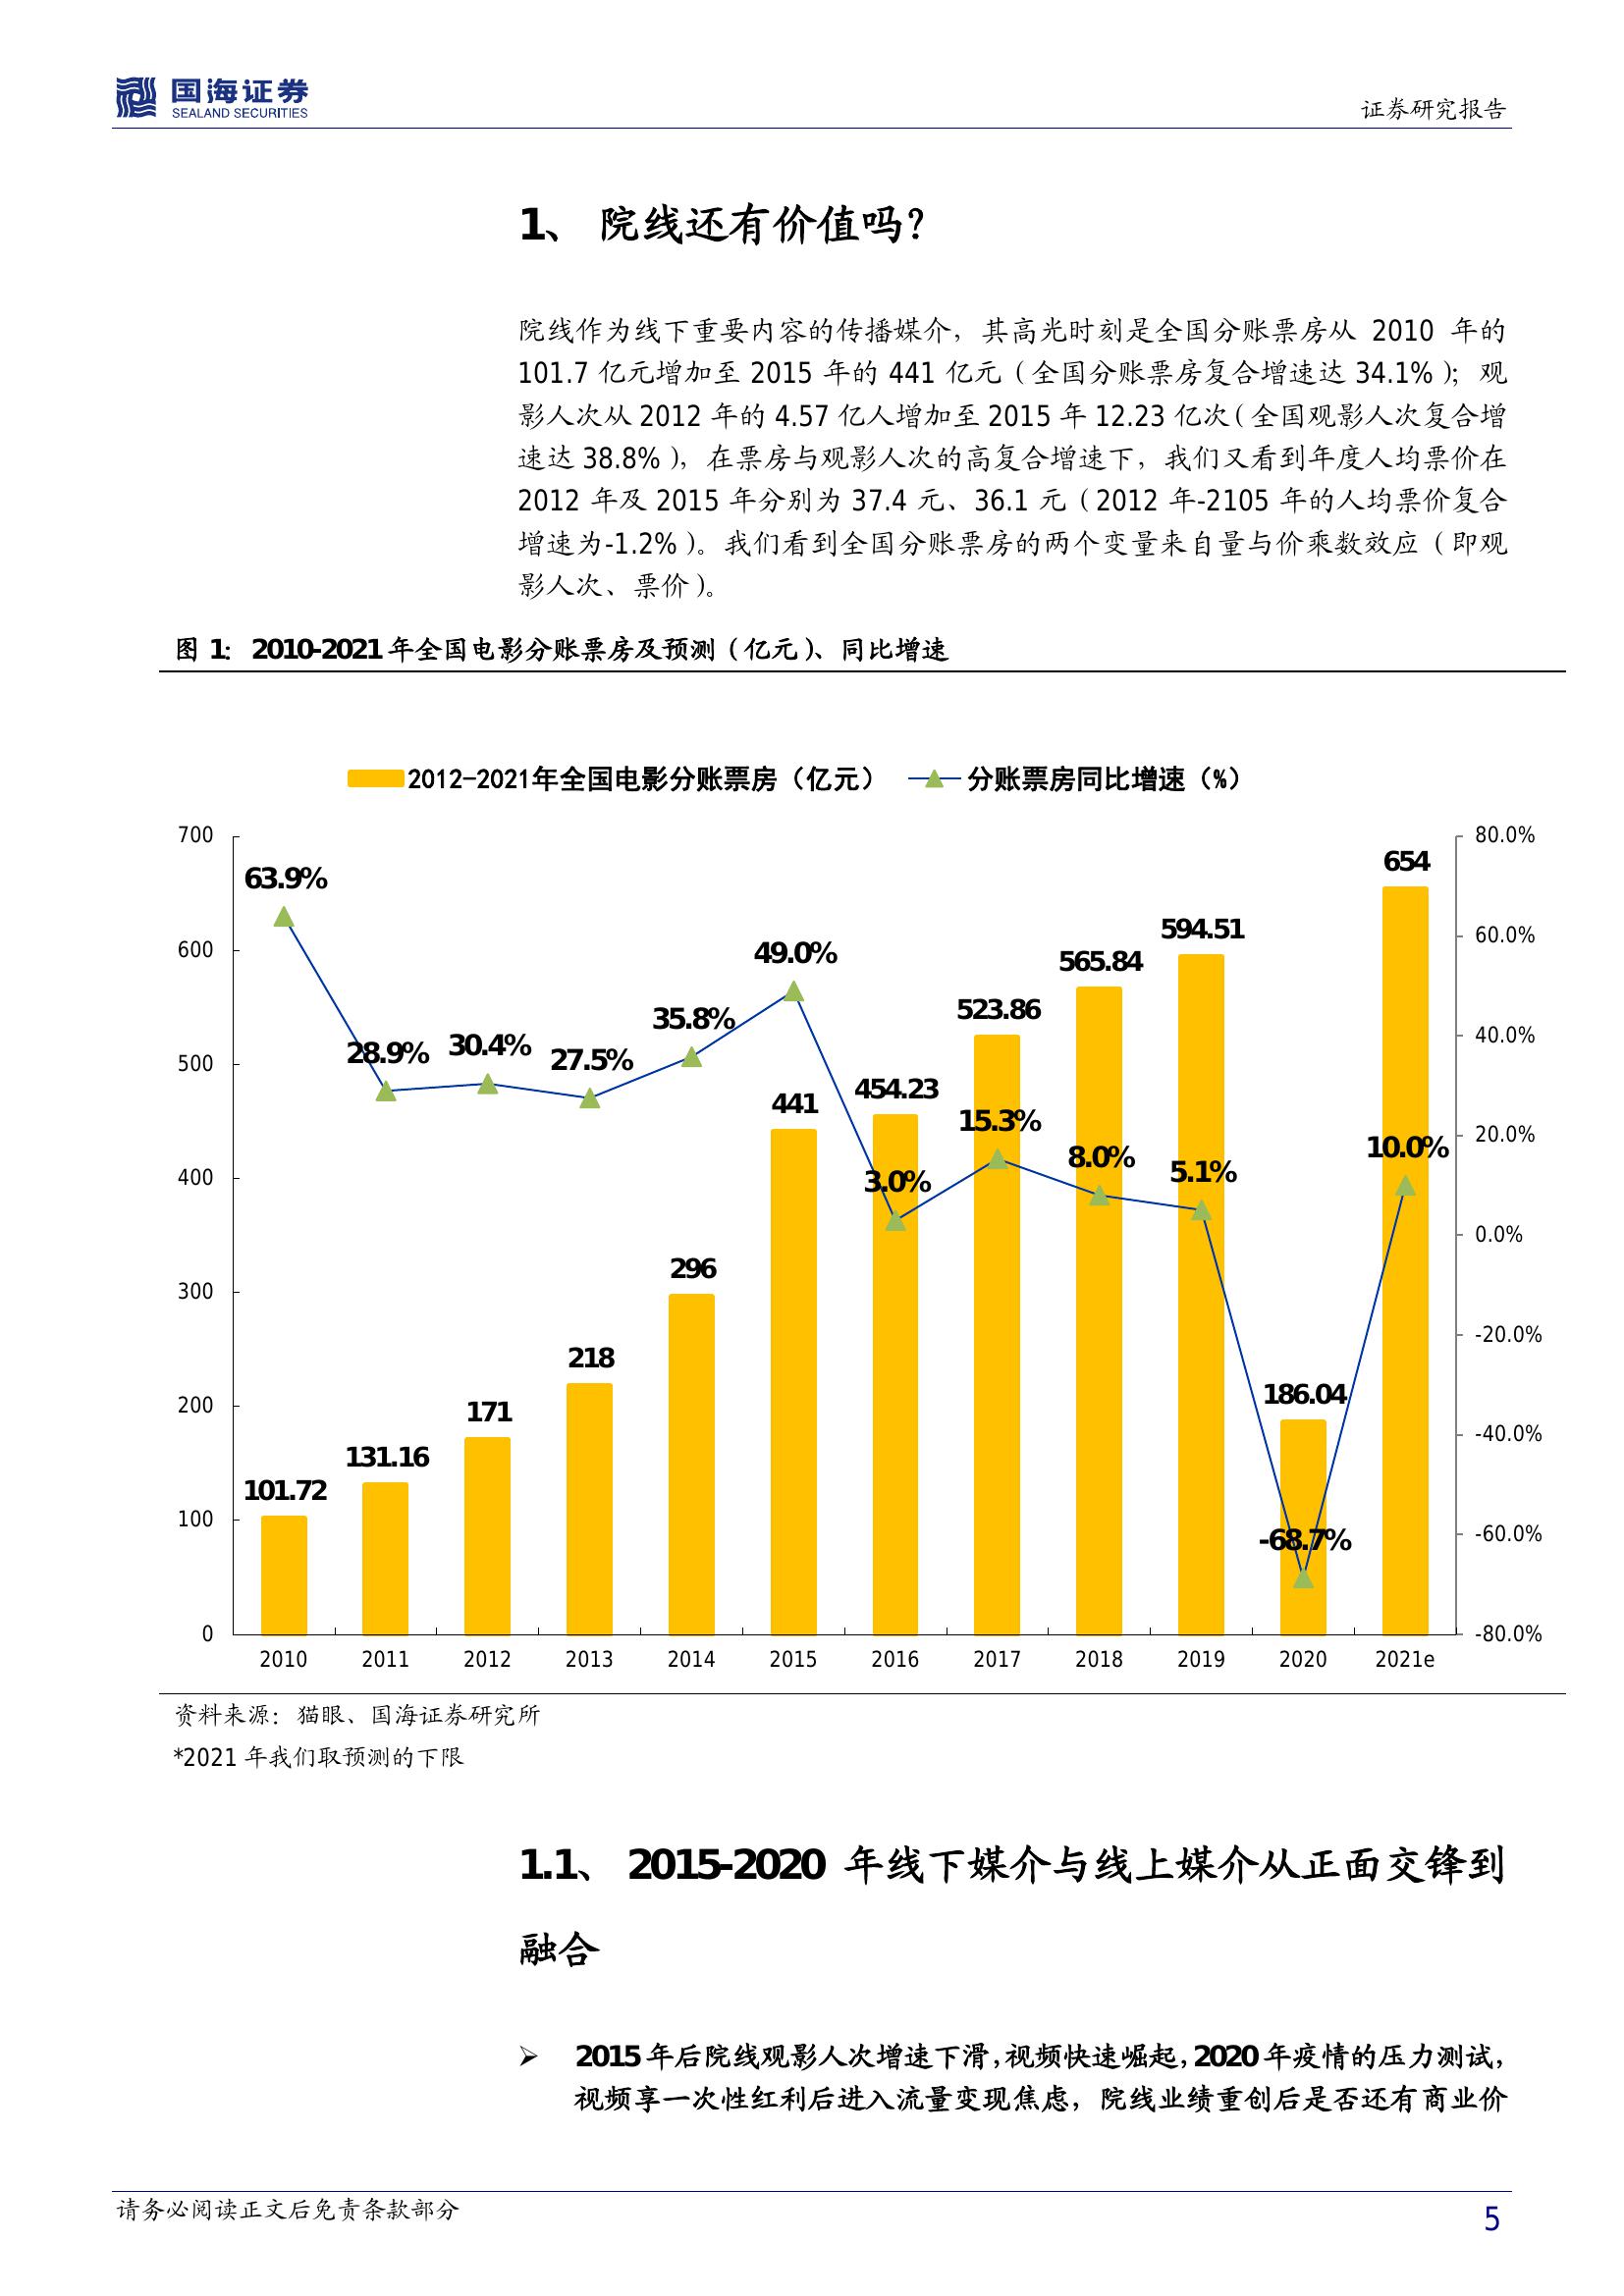 国海证券
SEALAND SECURITIES
证券研究报告
1、 院线还有价值吗？
院线作为线下重要内容的传播媒介，其高光时刻是全国分账票房从 2010 年的
101.7 亿元增加至 2015 年的 441 亿元（全国分账票房复合增速达 34.1%）；观
影人次从 2012 年的 4.57 亿人增加至 2015 年 12.23 亿次（全国观影人次复合增
速达 38.8%），在票房与观影人次的高复合增速下，我们又看到年度人均票价在
2012 年及 2015 年分别为 37.4 元、36.1 元（2012 年-2105 年的人均票价复合
增速为-1.2%）。我们看到全国分账票房的两个变量来自量与价乘数效应（即观
影人次、票价）。
图 1： 2010-2021 年全国电影分账票房及预测（亿元）、同比增速
2012-2021年全国电影分账票房（亿元） 分账票房同比增速（%）
700 600 500 400 300 200 100 0
80.0% 60.0% 40.0% 20.0% 0.0% -20.0% -40.0% -60.0% -80.0%
63.9% 28.9% 30.4% 27.5% 35.8% 49.0% 3.0% 15.3% 8.0% 5.1% -68.7% 10.0%
101.72 131.16 171 218 296 441 454.23 523.86 565.84 594.51 186.04 654
2010 2011 2012 2013 2014 2015 2016 2017 2018 2019 2020 2021e
资料来源：猫眼、国海证券研究所
*2021 年我们取预测的下限
1.1、 2015-2020 年线下媒介与线上媒介从正面交锋到
融合
➢ 2015 年后院线观影人次增速下滑，视频快速崛起，2020 年疫情的压力测试，
视频享一次性红利后进入流量变现焦虑，院线业绩重创后是否还有商业价
请务必阅读正文后免责条款部分
5